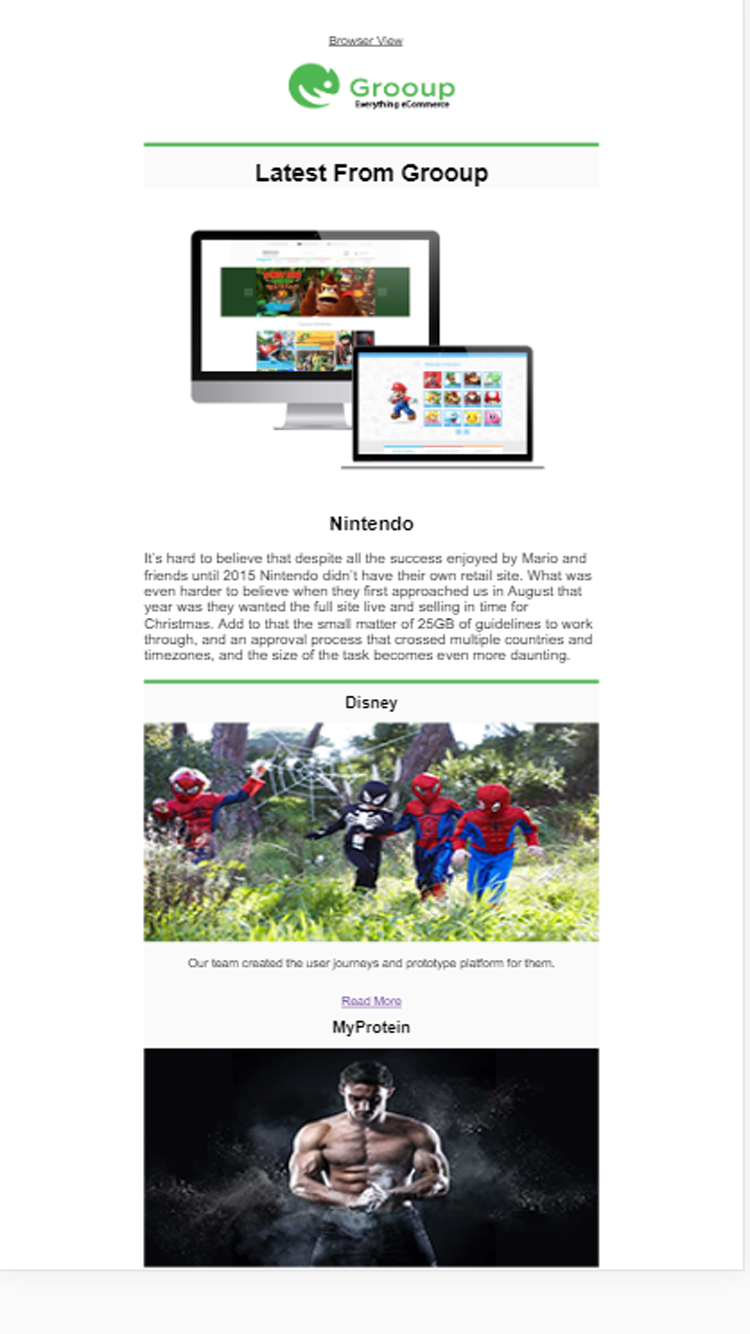 Browser View
Grooup
Everything eCommerce
Latest From Grooup
Nintendo
It's hard to believe that despite all the success enjoyed by Mario and
friends until 2015 Nintendo didn't have their own retail site. What was
even harder to believe when they first approached us in August that
year was they wanted the full site live and selling in time for
Christmas. Add to that the small matter of 25GB of guidelines to work
through, and an approval process that crossed multiple countries and
timezones, and the size of the task becomes even more daunting.
Disney
Our team created the user journeys and prototype platform for them.
Read More
MyProtein